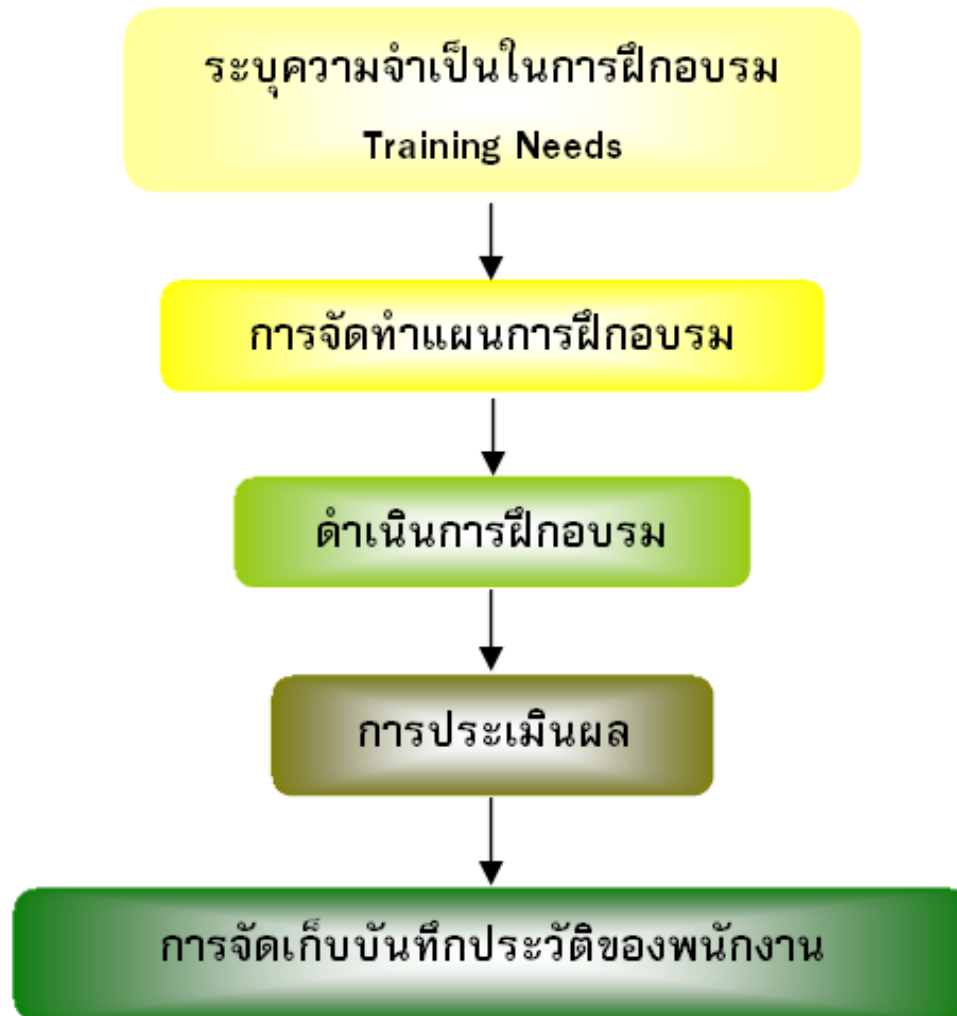 ระบุความจำเป็นในการฝึกอบรม
Training Needs
การจัดทำแผนการฝึกอบรม
ดำเนินการฝึกอบรม
การประเมินผล
การจัดเก็บบันทึกประวัติของพนักงาน